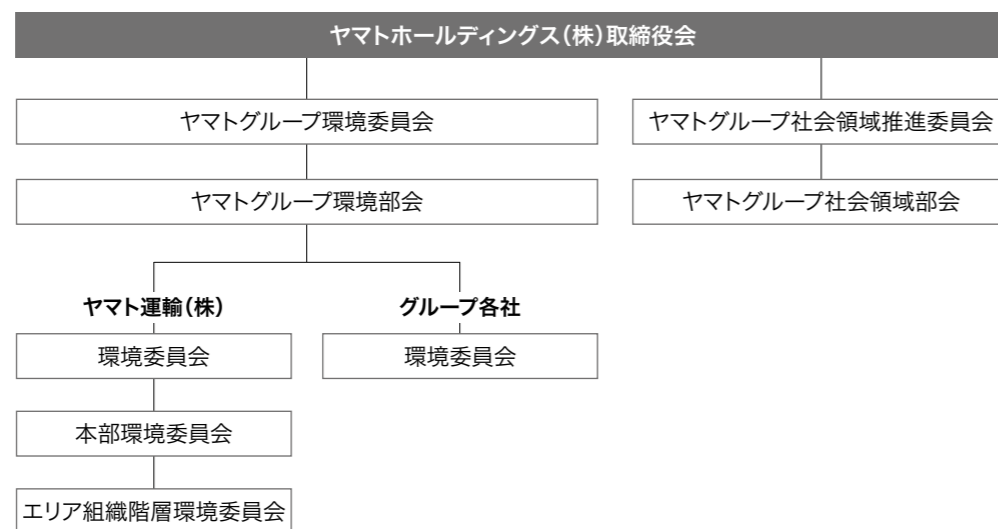 ヤマトホールディングス(株)取締役会
ヤマトグループ環境委員会
ヤマトグループ社会領域推進委員会
ヤマトグループ環境部会
ヤマトグループ社会領域部会
ヤマト運輸(株)
グループ各社
環境委員会
環境委員会
本部環境委員会
エリア組織階層環境委員会